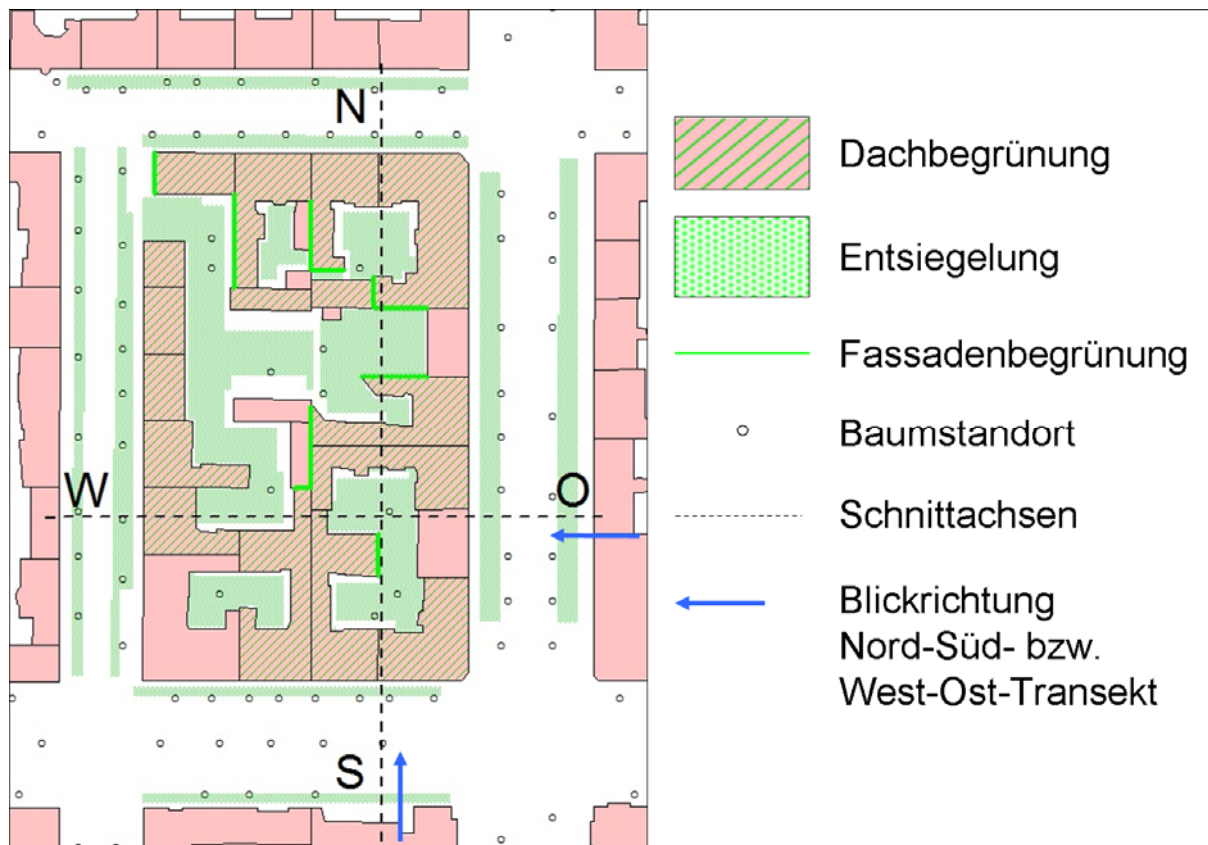 N
W
O
S
Dachbegrünung
Entsiegelung
Fassadenbegrünung
Baumstandort
Schnittachsen
Blickrichtung
Nord-Süd- bzw.
West-Ost-Transekt